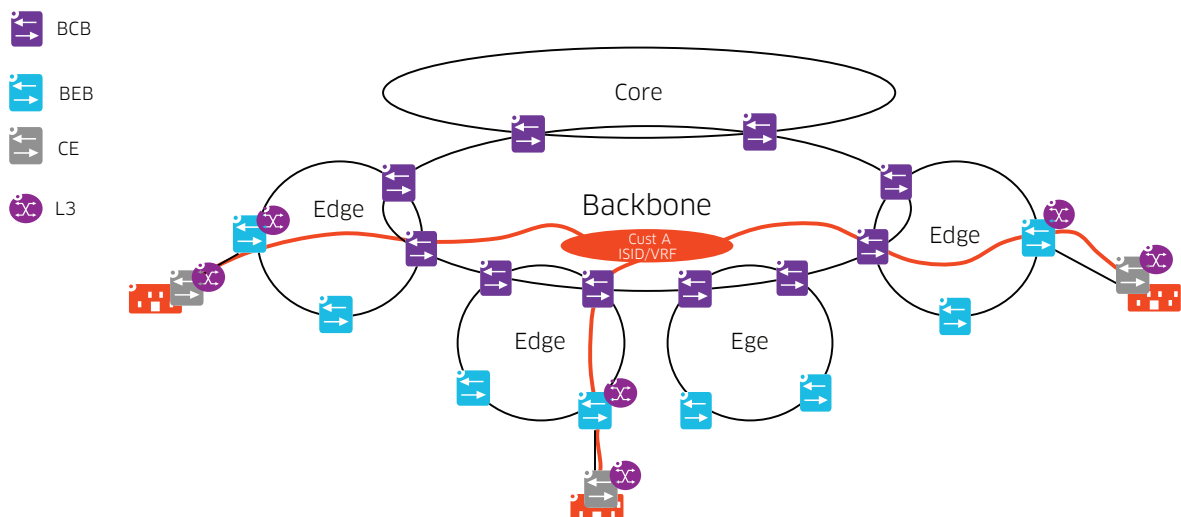 BCB
BEB
CE
L3
Core
Backbone
Edge
Edge
Cust A
ISID/VRF
Edge
Ege